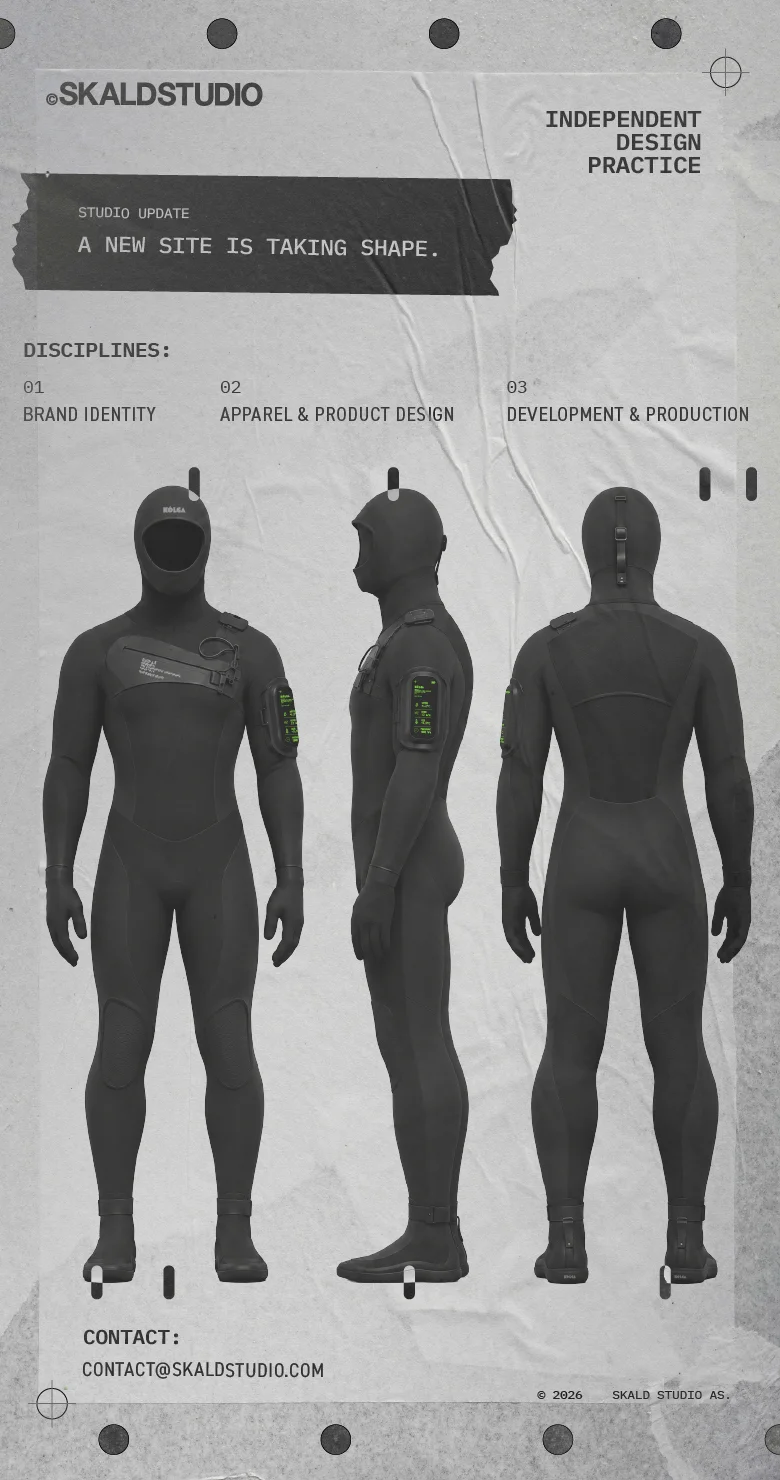 ©SKALDSTUDIO
INDEPENDENT
DESIGN
PRACTICE
STUDIO UPDATE
A NEW SITE IS TAKING SHAPE.
DISCIPLINES:
01
BRAND IDENTITY
02
APPAREL & PRODUCT DESIGN
03
DEVELOPMENT & PRODUCTION
KOLGA
CONTACT:
CONTACT@SKALDSTUDIO.COM
© 2026 SKALD STUDIO AS.